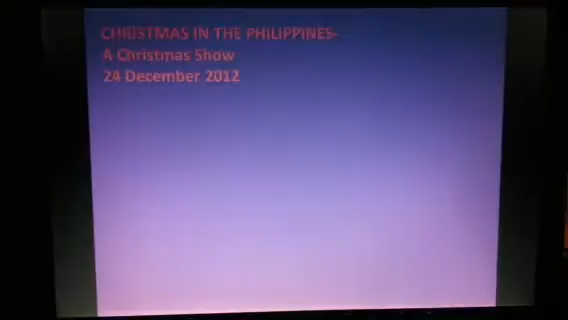 CHRISTMAS IN THE PHILIPPINES-
A Christmas Show
24 December 2012